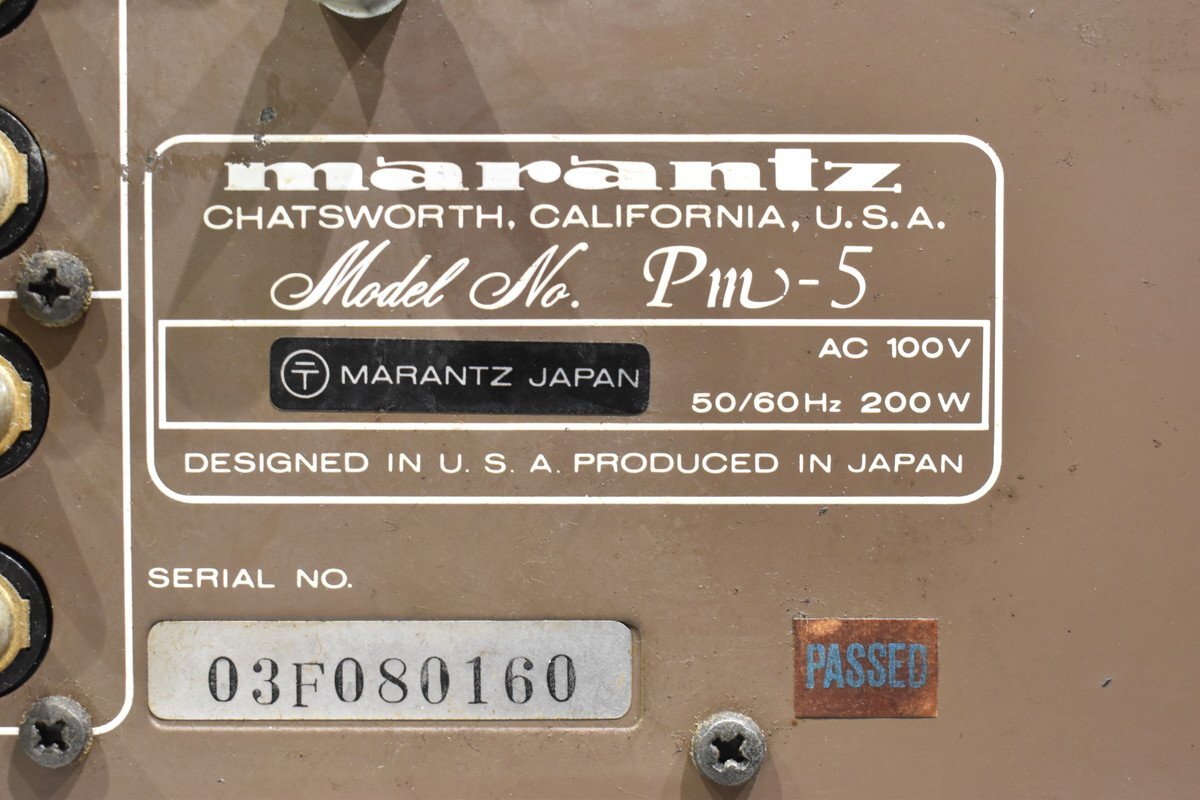 marantz
CHATSWORTH, CALIFORNIA, U.S.A.
Model No. Pm-5
MARANTZ JAPAN
AC 100V
50/60Hz 200W
DESIGNED IN U. S. A. PRODUCED IN JAPAN
SERIAL NO.
03F080160
PASSED